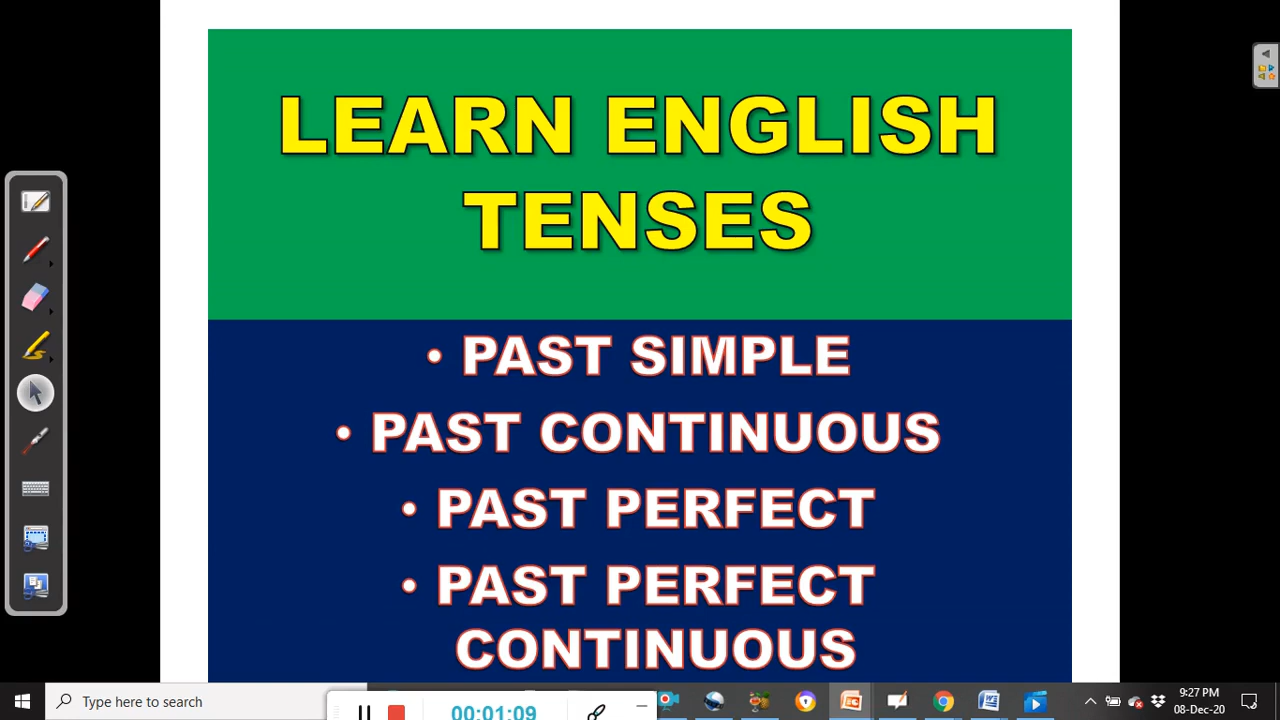 LEARN ENGLISH
TENSES
• PAST SIMPLE
• PAST CONTINUOUS
• PAST PERFECT
• PAST PERFECT
CONTINUOUS
Type here to search
00:01:09
9:27 PM
08-Dec-20